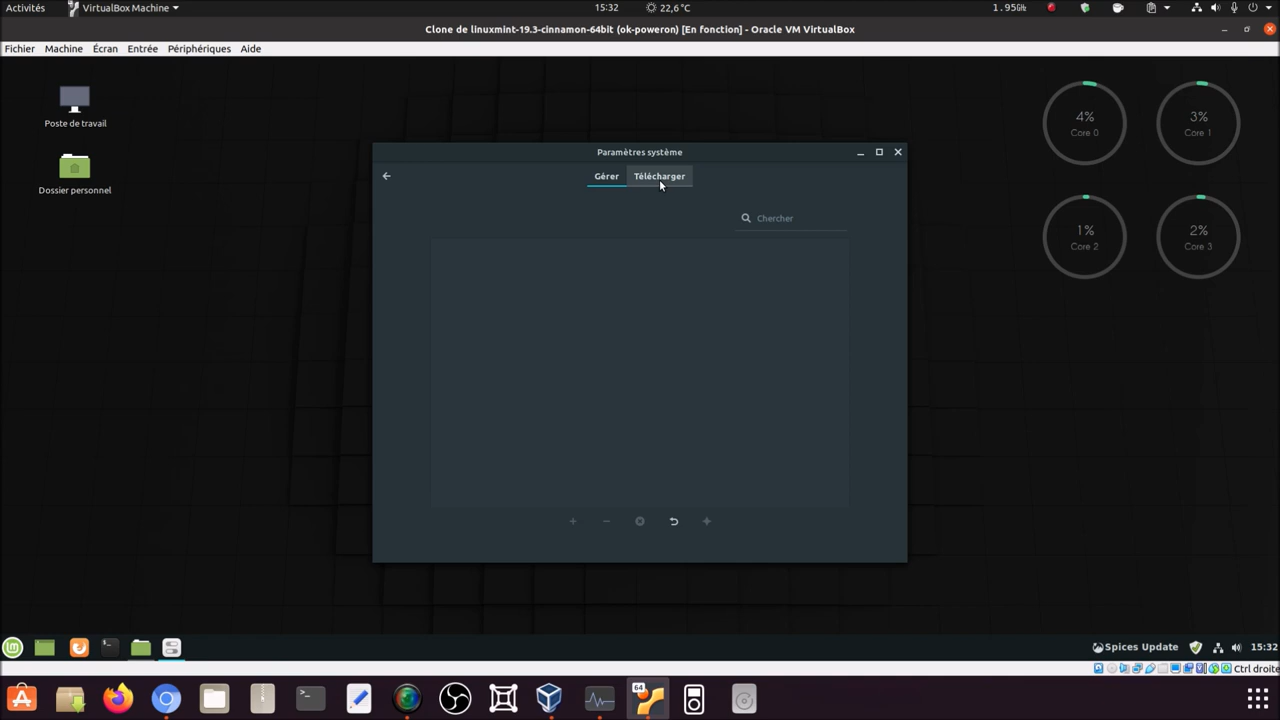 Activités
VirtualBox Machine
15:32
22,6°C
1.95GHz
Clone de linuxmint-19.3-cinnamon-64bit (ok-poweron) [En fonction] - Oracle VM VirtualBox
Fichier Machine Écran Entrée Périphériques Aide
Poste de travail
Dossier personnel
4%
Core 0
3%
Core 1
1%
Core 2
2%
Core 3
Paramètres système
Gérer Télécharger
Chercher
Spices Update
15:32
Ctrl droite
64